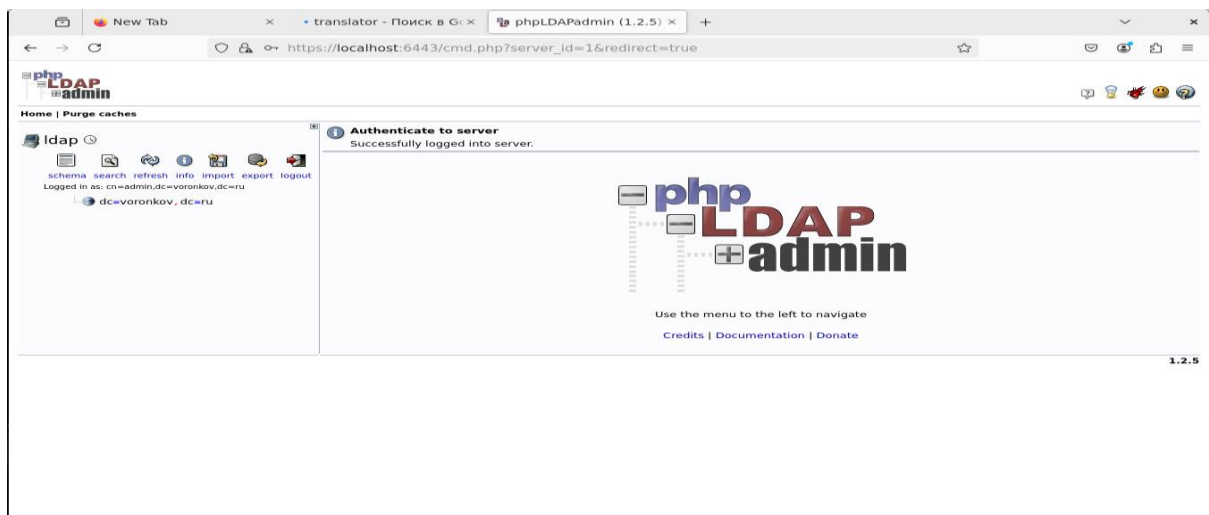 New Tab
translator - Поиск в Go
phpLDAPadmin (1.2.5)
https://localhost:6443/cmd.php?server_id=1&redirect=true
php
LDAP
admin
Home | Purge caches
ldap
schema search refresh info import export logout
Logged in as: cn=admin,dc=voronkov,dc=ru
dc=voronkov, dc=ru
Authenticate to server
Successfully logged into server.
php
LDAP
admin
Use the menu to the left to navigate
Credits | Documentation | Donate
1.2.5